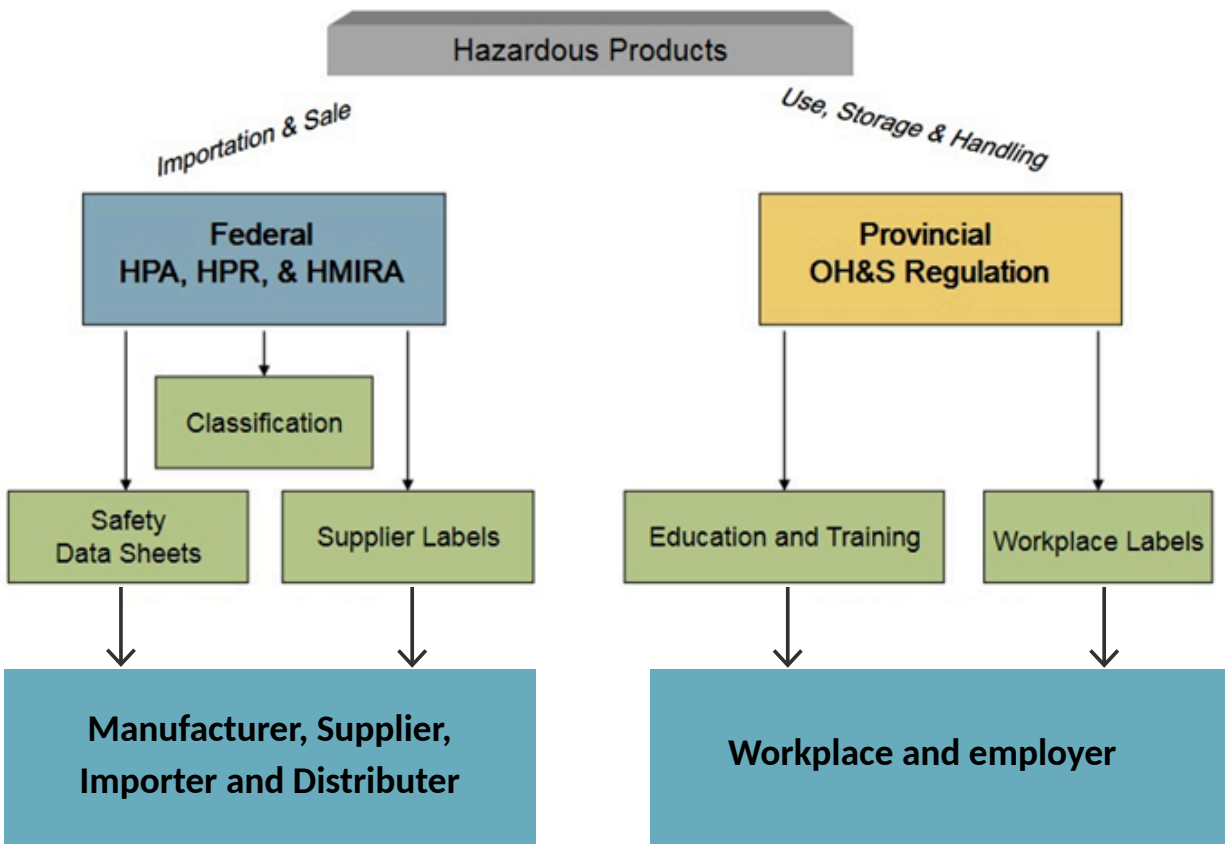 Hazardous Products
Importation & Sale
Use, Storage & Handling
Federal
HPA, HPR, & HMIRA
Provincial
OH&S Regulation
Classification
Safety
Data Sheets
Supplier Labels
Education and Training
Workplace Labels
Manufacturer, Supplier,
Importer and Distributer
Workplace and employer